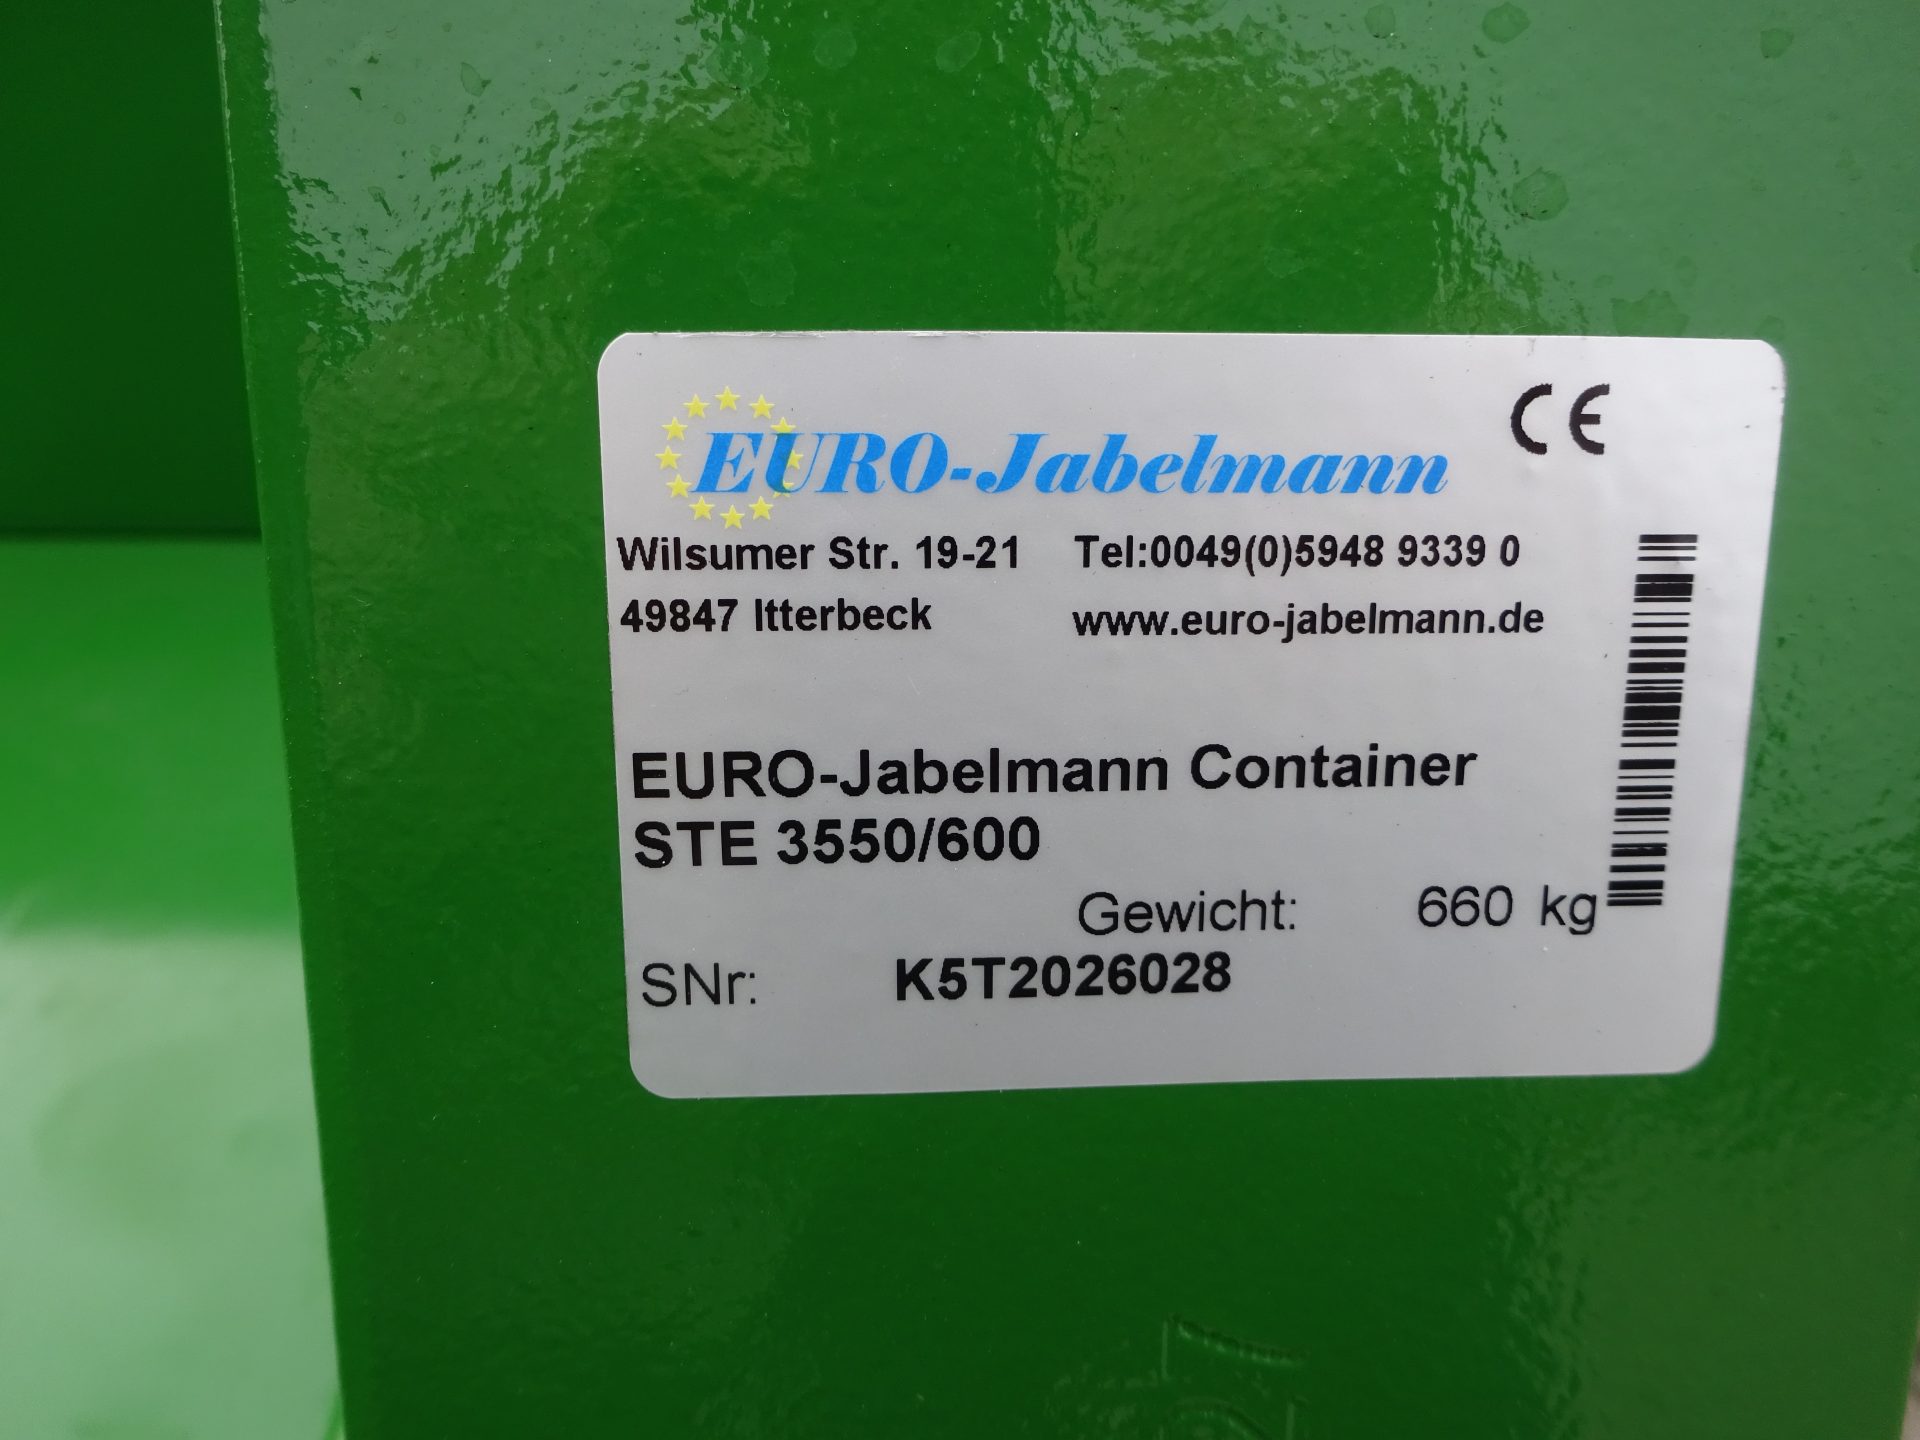 EURO-Jabelmann
CE
Wilsumer Str. 19-21 Tel:0049(0)5948 9339 0
49847 Itterbeck www.euro-jabelmann.de
EURO-Jabelmann Container
STE 3550/600
Gewicht: 660 kg
SNr: K5T2026028